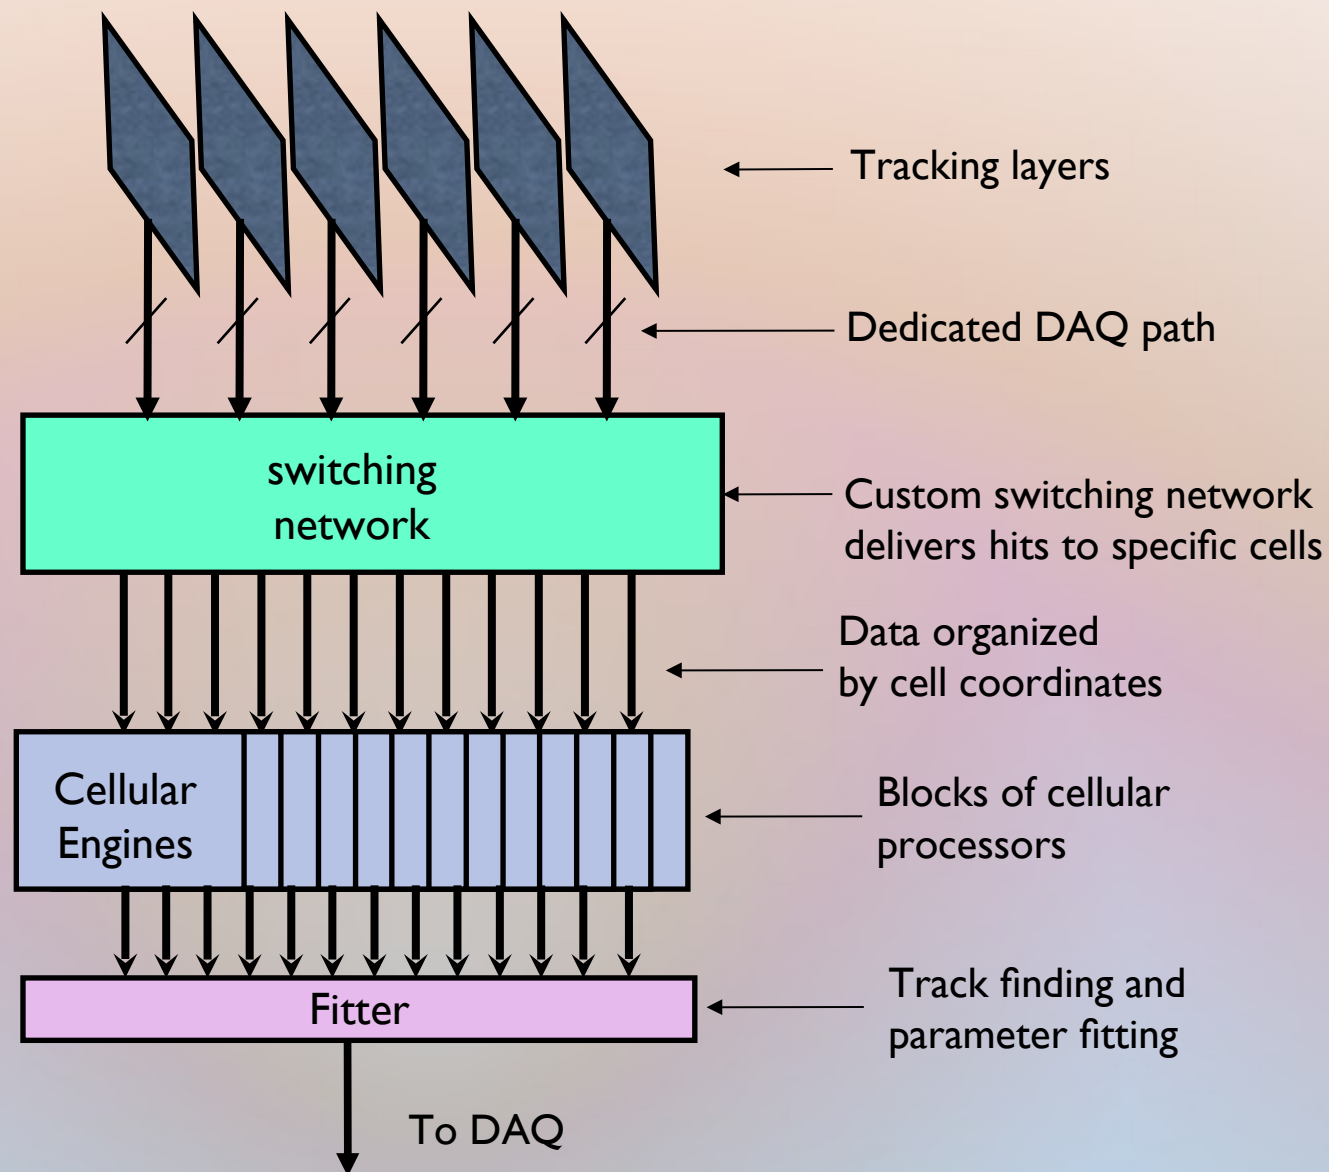 Tracking layers
Dedicated DAQ path
switching
network
Custom switching network
delivers hits to specific cells
Data organized
by cell coordinates
Cellular
Engines
Blocks of cellular
processors
Fitter
Track finding and
parameter fitting
To DAQ